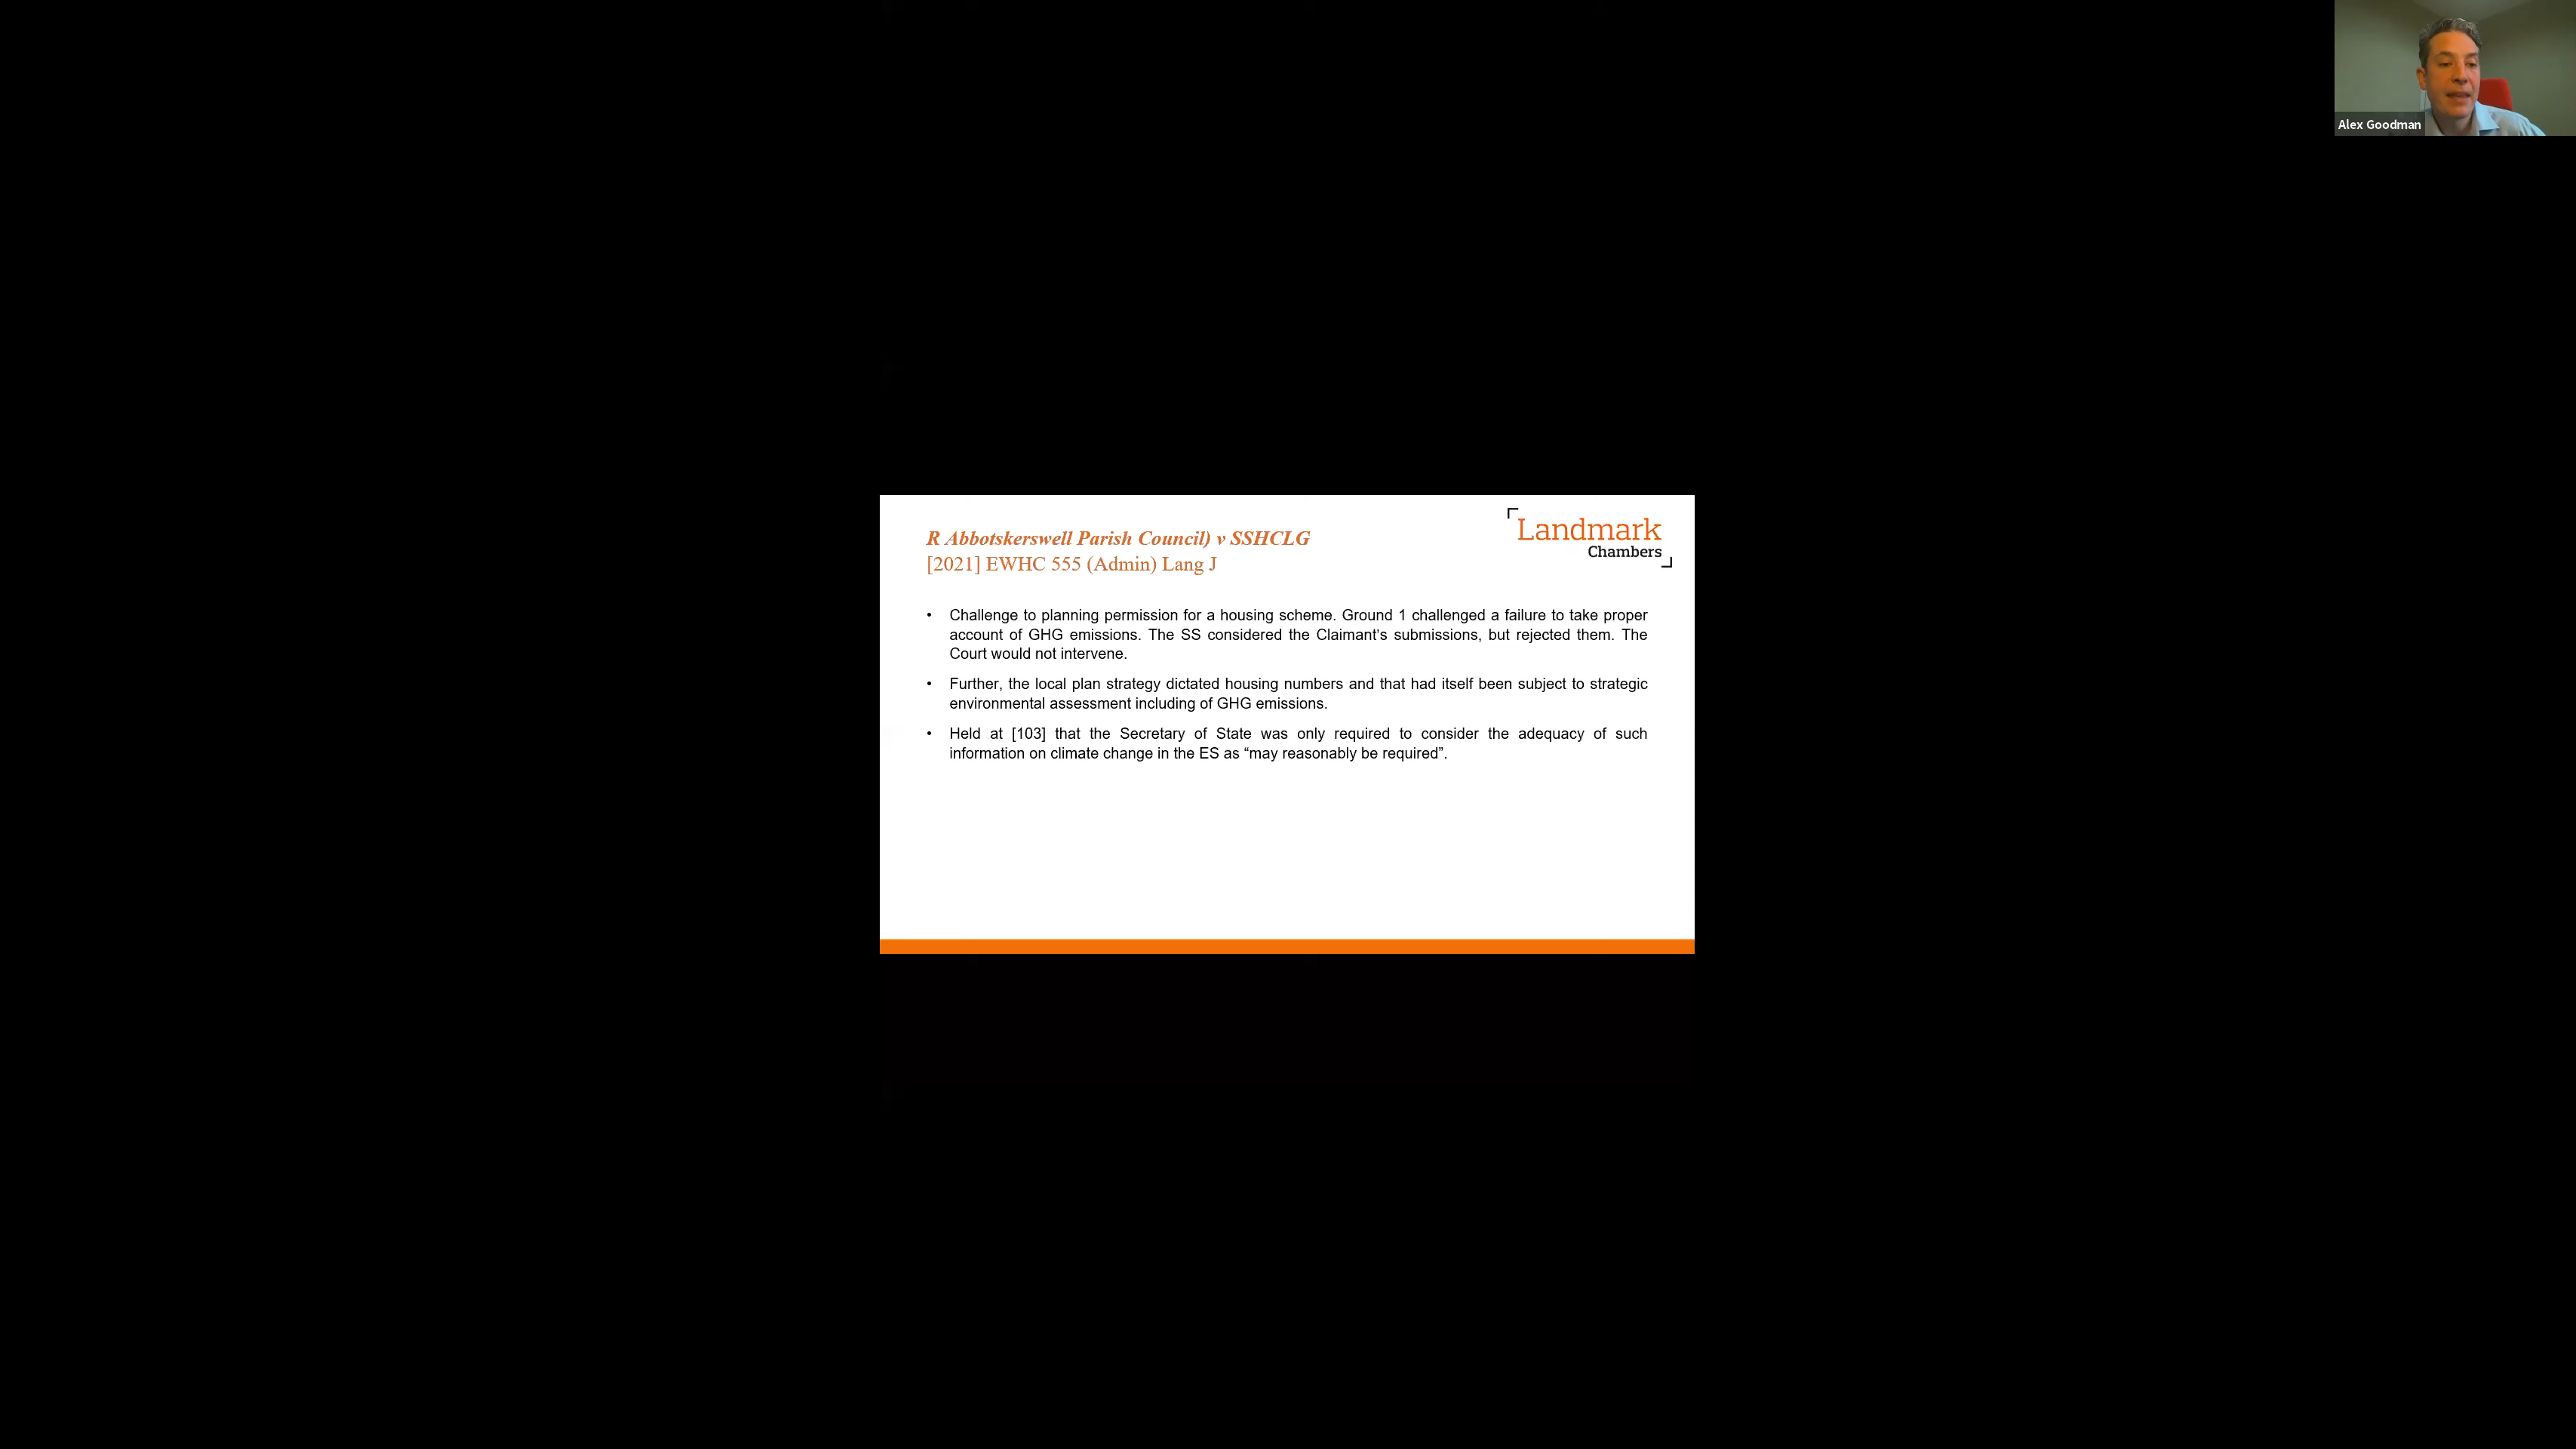 Alex Goodman
R Abbotskerswell Parish Council) v SSHCLG
[2021] EWHC 555 (Admin) Lang J
Landmark
Chambers
• Challenge to planning permission for a housing scheme. Ground 1 challenged a failure to take proper
account of GHG emissions. The SS considered the Claimant's submissions, but rejected them. The
Court would not intervene.
• Further, the local plan strategy dictated housing numbers and that had itself been subject to strategic
environmental assessment including of GHG emissions.
• Held at [103] that the Secretary of State was only required to consider the adequacy of such
information on climate change in the ES as “may reasonably be required”.